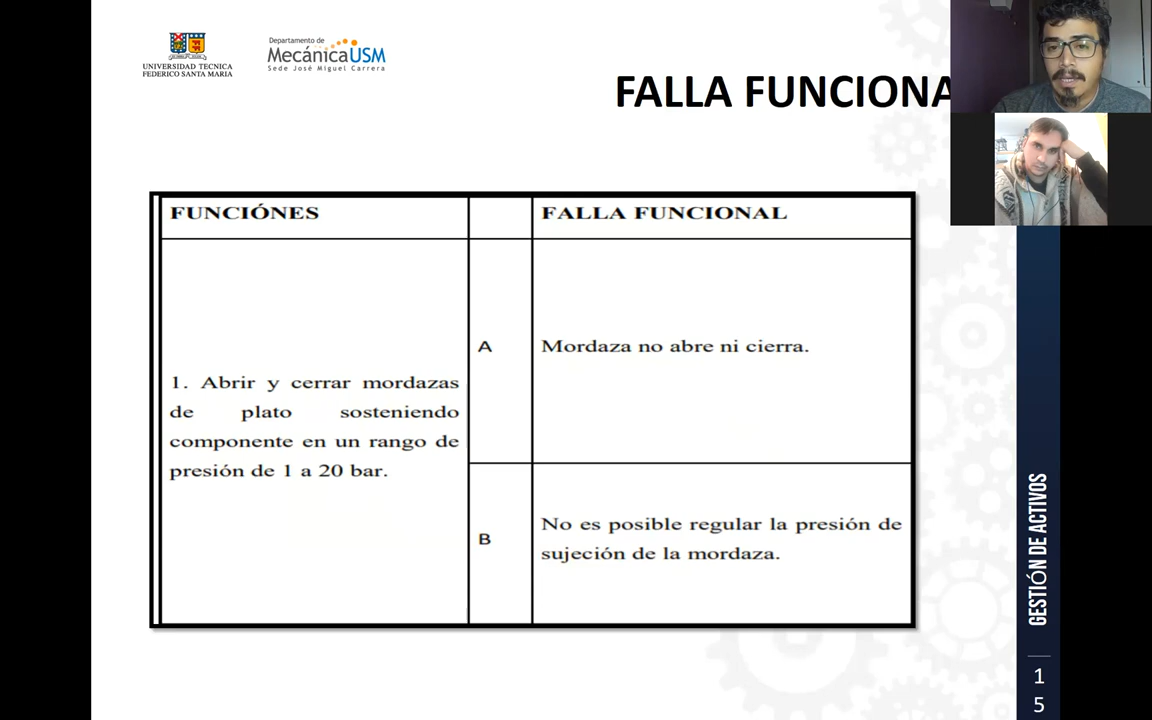 UNIVERSIDAD TECNICA
FEDERICO SANTA MARIA
Departamento de
MecánicaUSM
Sede José Miguel Carrera
FALLA FUNCIONA
FUNCIÓNES
FALLA FUNCIONAL
1. Abrir y cerrar mordazas
de plato sosteniendo
componente en un rango de
presión de 1 a 20 bar.
A
Mordaza no abre ni cierra.
B
No es posible regular la presión de
sujeción de la mordaza.
GESTIÓN DE ACTIVOS
1
5